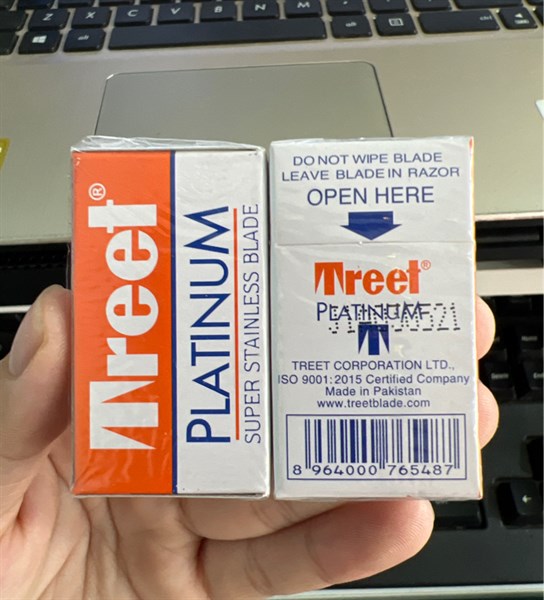 Treet®
PLATINUM
SUPER STAINLESS BLADE
DO NOT WIPE BLADE
LEAVE BLADE IN RAZOR
OPEN HERE
Treet®
PLATINUM
TREET CORPORATION LTD.,
ISO 9001:2015 Certified Company
Made in Pakistan
www.treetblade.com
8 964000 765487